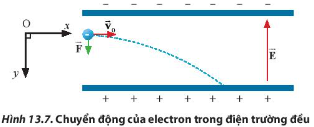 − − − − − −
O x v₀
F E
y
+ + + + + +
Hình 13.7. Chuyển động của electron trong điện trường đều